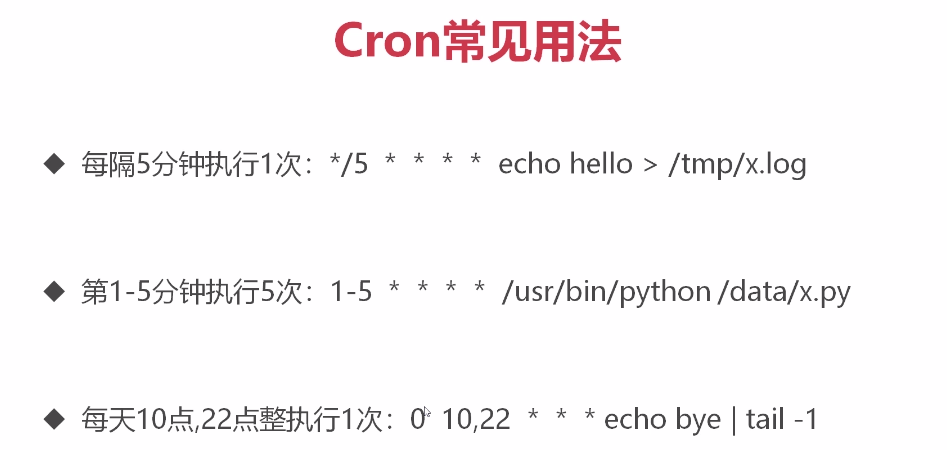 Cron常见用法
◆ 每隔5分钟执行1次：*/5 * * * * echo hello > /tmp/x.log
◆ 第1-5分钟执行5次：1-5 * * * * /usr/bin/python /data/x.py
◆ 每天10点,22点整执行1次：0 10,22 * * * echo bye | tail -1